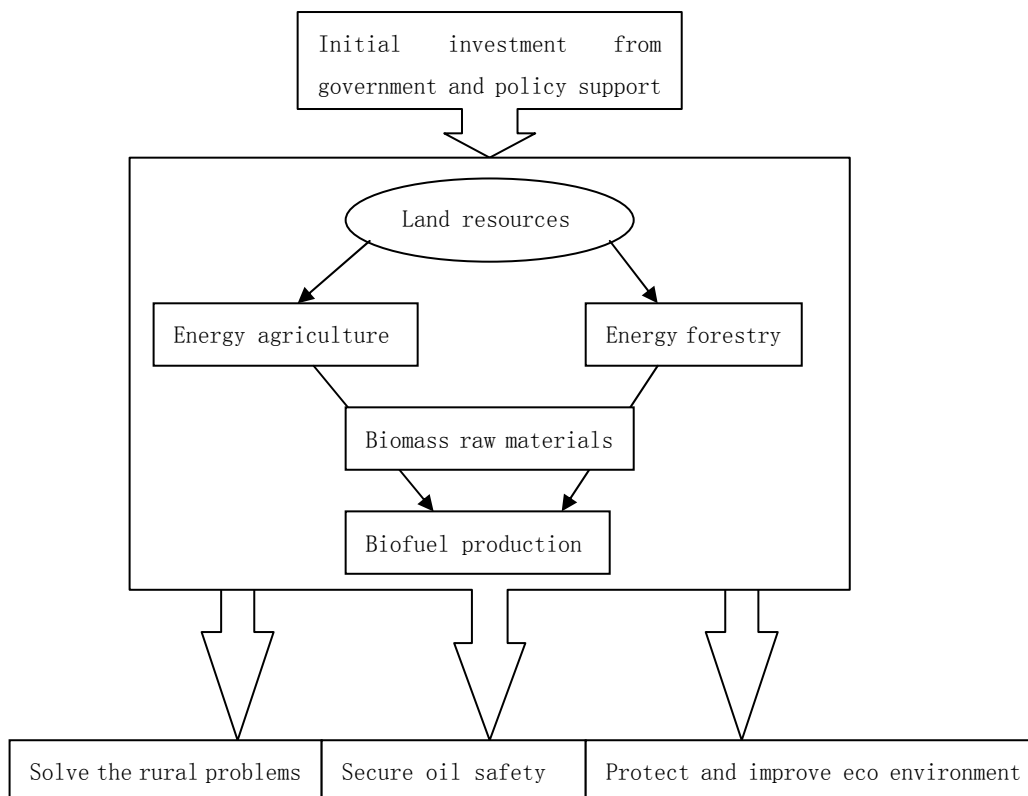 Initial investment from
government and policy support
Land resources
Energy agriculture
Energy forestry
Biomass raw materials
Biofuel production
Solve the rural problems
Secure oil safety
Protect and improve eco environment